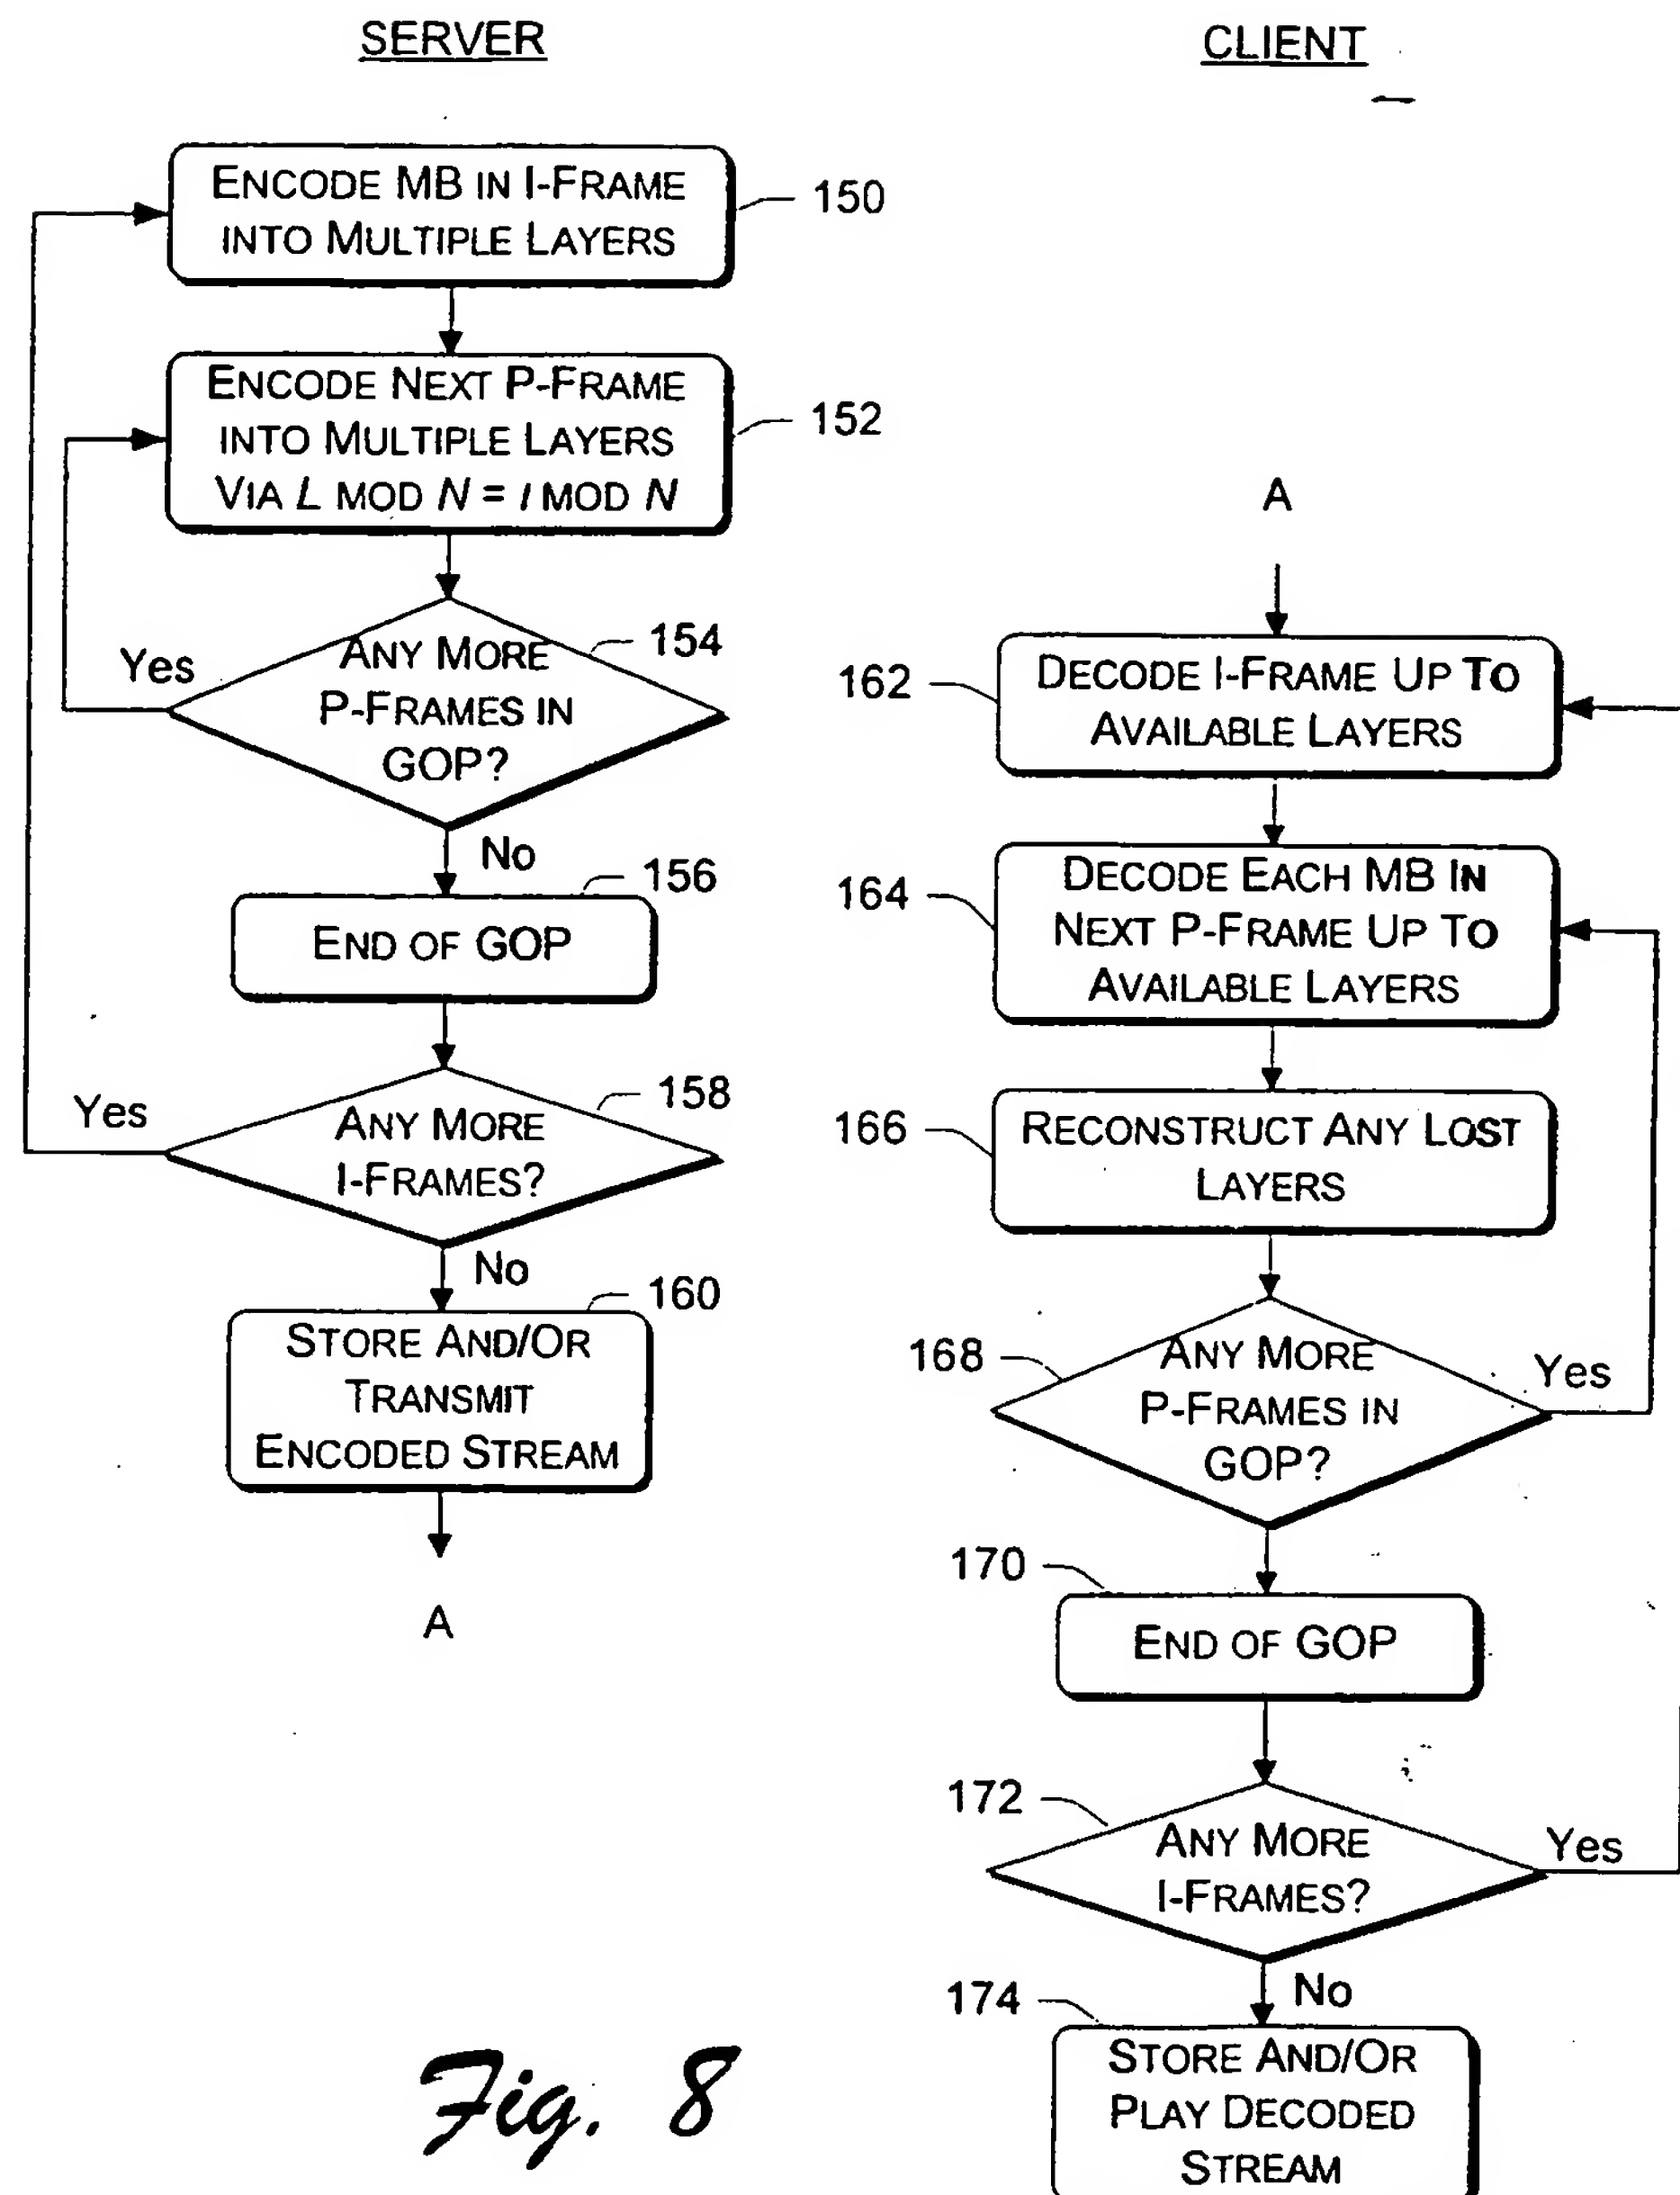 SERVER
ENCODE MB IN I-FRAME
INTO MULTIPLE LAYERS
150
ENCODE NEXT P-FRAME
INTO MULTIPLE LAYERS
VIA L MOD N = I MOD N
152
ANY MORE
P-FRAMES IN
GOP?
154
Yes
No
END OF GOP
156
ANY MORE
I-FRAMES?
158
Yes
No
STORE AND/OR
TRANSMIT
ENCODED STREAM
160
A
CLIENT
A
162
DECODE I-FRAME UP TO
AVAILABLE LAYERS
164
DECODE EACH MB IN
NEXT P-FRAME UP TO
AVAILABLE LAYERS
166
RECONSTRUCT ANY LOST
LAYERS
168
ANY MORE
P-FRAMES IN
GOP?
Yes
170
END OF GOP
172
ANY MORE
I-FRAMES?
Yes
No
174
STORE AND/OR
PLAY DECODED
STREAM
Fig. 8